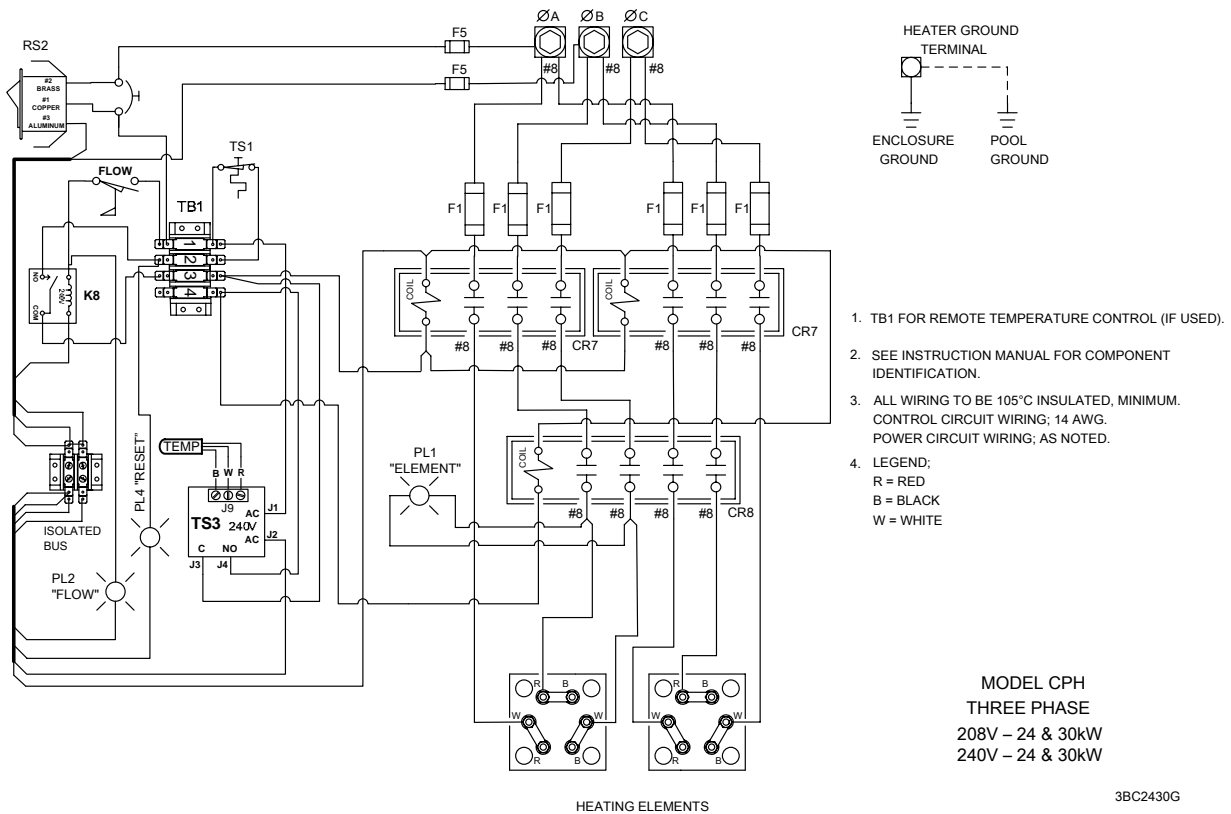 ØA ØB ØC
F5
F5
#8 #8 #8
RS2
#2
BRASS
#1
COPPER
#3
ALUMINUM
FLOW
TS1
TB1
1
2
3
4
NO
COM
240V
K8
F1 F1 F1 F1 F1 F1
COIL
COIL
CR7
CR7
#8 #8 #8 #8 #8 #8
COIL
CR8
#8 #8 #8 #8
PL1
"ELEMENT"
TEMP
B W R
J9
TS3 240V
AC
AC
J1
J2
C NO
J3 J4
PL4 "RESET"
ISOLATED
BUS
PL2
"FLOW"
R B
W W
R B
R B
W W
R B
HEATING ELEMENTS
HEATER GROUND
TERMINAL
ENCLOSURE
GROUND
POOL
GROUND
1. TB1 FOR REMOTE TEMPERATURE CONTROL (IF USED).
2. SEE INSTRUCTION MANUAL FOR COMPONENT
IDENTIFICATION.
3. ALL WIRING TO BE 105°C INSULATED, MINIMUM.
CONTROL CIRCUIT WIRING; 14 AWG.
POWER CIRCUIT WIRING; AS NOTED.
4. LEGEND;
R = RED
B = BLACK
W = WHITE
MODEL CPH
THREE PHASE
208V – 24 & 30kW
240V – 24 & 30kW
3BC2430G